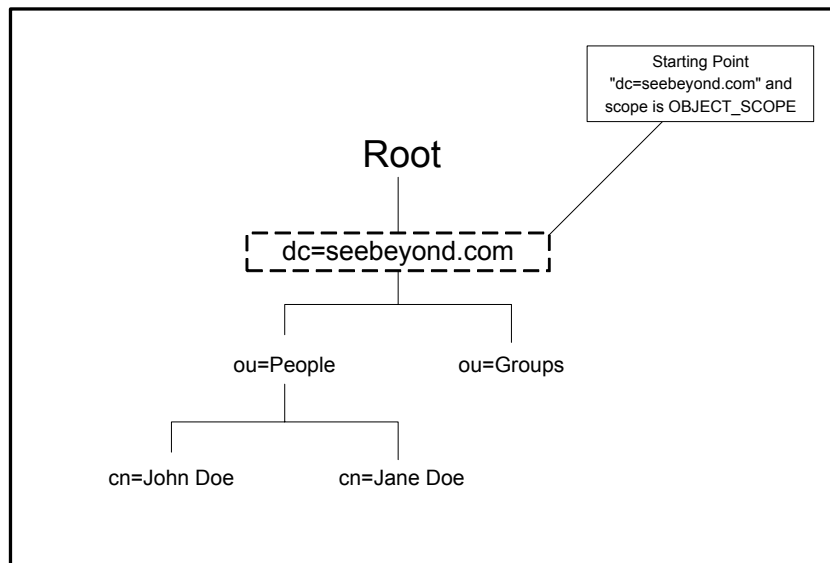 Starting Point
"dc=seebeyond.com" and
scope is OBJECT_SCOPE
Root
dc=seebeyond.com
ou=People
ou=Groups
cn=John Doe
cn=Jane Doe